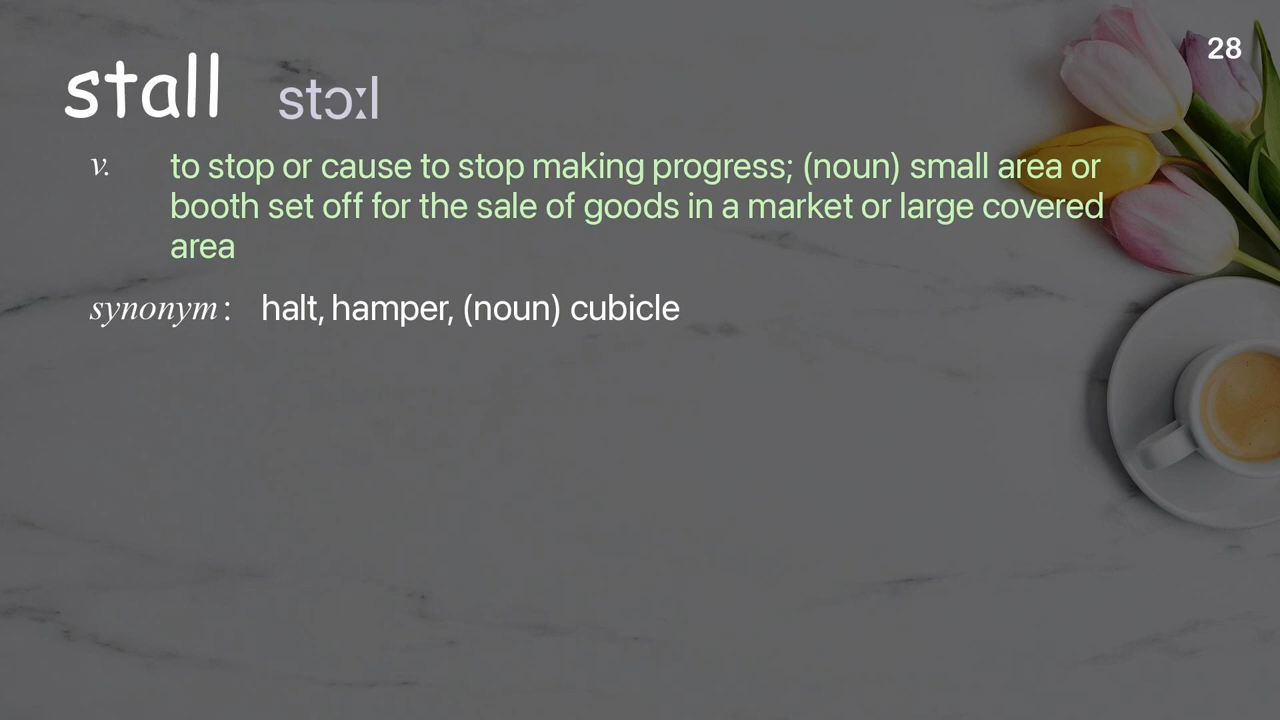 28
stall stɔːl
v. to stop or cause to stop making progress; (noun) small area or
booth set off for the sale of goods in a market or large covered
area
synonym: halt, hamper, (noun) cubicle